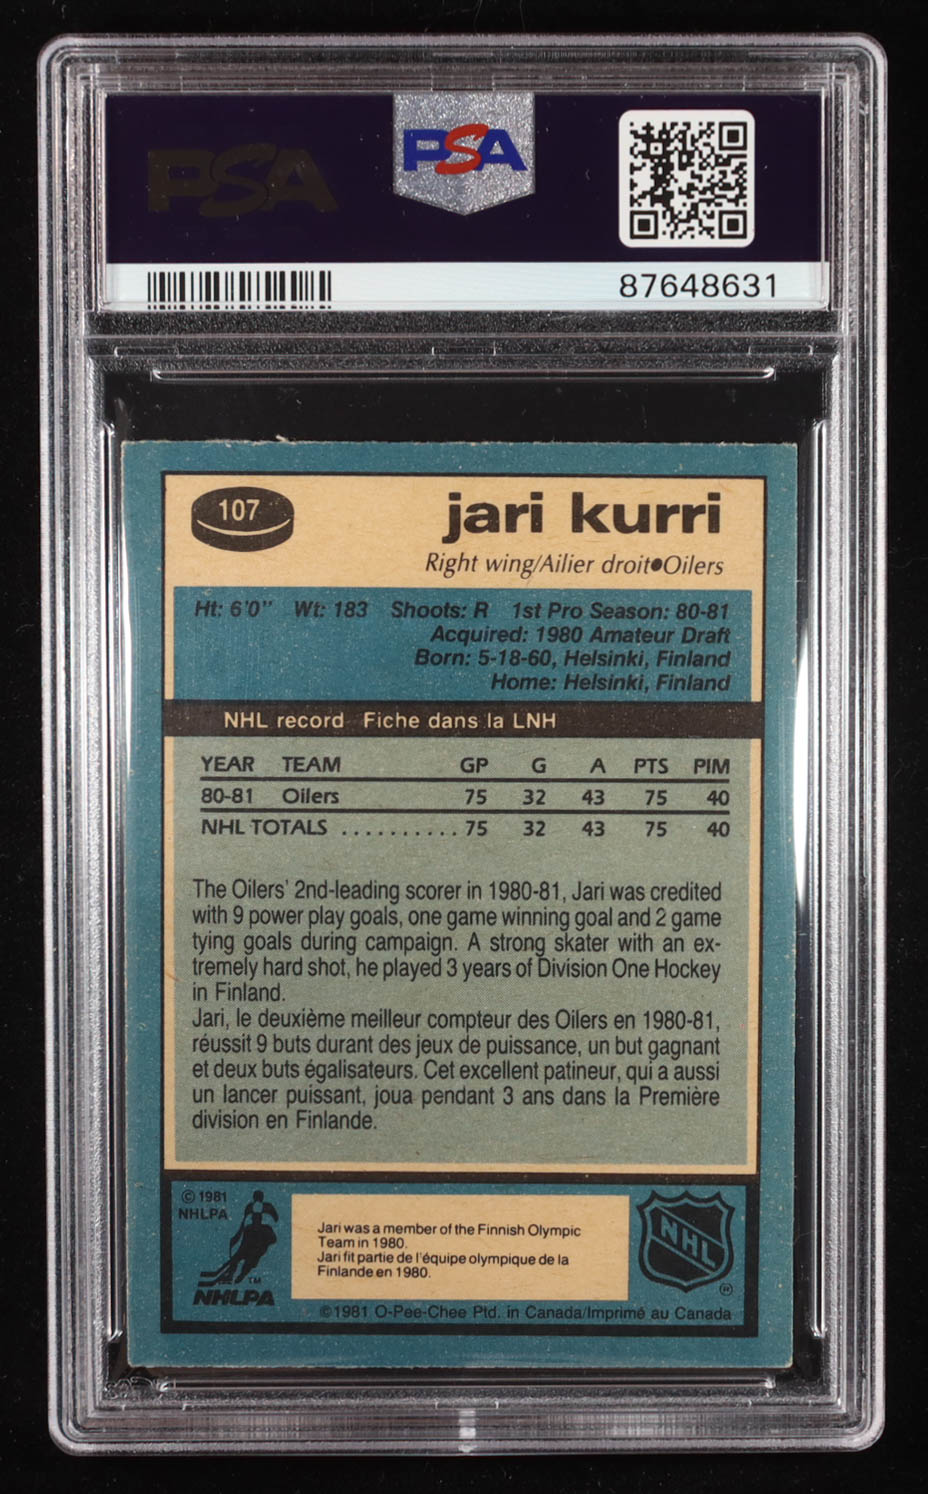 PSA
PSA
87648631
107
jari kurri
Right wing/Ailier droit•Oilers
Ht: 6'0" Wt: 183 Shoots: R 1st Pro Season: 80-81
Acquired: 1980 Amateur Draft
Born: 5-18-60, Helsinki, Finland
Home: Helsinki, Finland
NHL record Fiche dans la LNH
YEAR TEAM GP G A PTS PIM
80-81 Oilers 75 32 43 75 40
NHL TOTALS .......... 75 32 43 75 40
The Oilers' 2nd-leading scorer in 1980-81, Jari was credited
with 9 power play goals, one game winning goal and 2 game
tying goals during campaign. A strong skater with an ex-
tremely hard shot, he played 3 years of Division One Hockey
in Finland.
Jari, le deuxième meilleur compteur des Oilers en 1980-81,
réussit 9 buts durant des jeux de puissance, un but gagnant
et deux buts égalisateurs. Cet excellent patineur, qui a aussi
un lancer puissant, joua pendant 3 ans dans la Première
division en Finlande.
© 1981
NHLPA
TM
NHLPA
Jari was a member of the Finnish Olympic
Team in 1980.
Jari fit partie de l'équipe olympique de la
Finlande en 1980.
NHL
®
©1981 O-Pee-Chee Ptd. in Canada/Imprimé au Canada